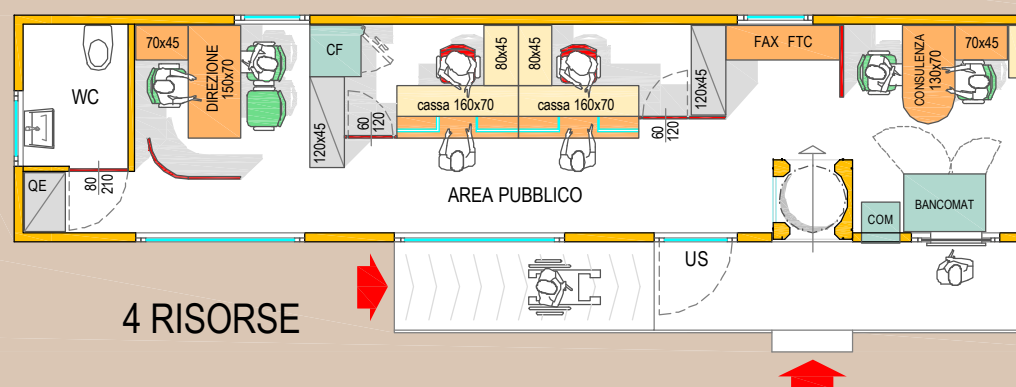 70x45
DIREZIONE
150x70
CF
80x45
80x45
120x45
FAX FTC
CONSULENZA
130x70
70x45
WC
cassa 160x70
cassa 160x70
60
120
60
120
120x45
QE
80
210
AREA PUBBLICO
COM
BANCOMAT
US
4 RISORSE